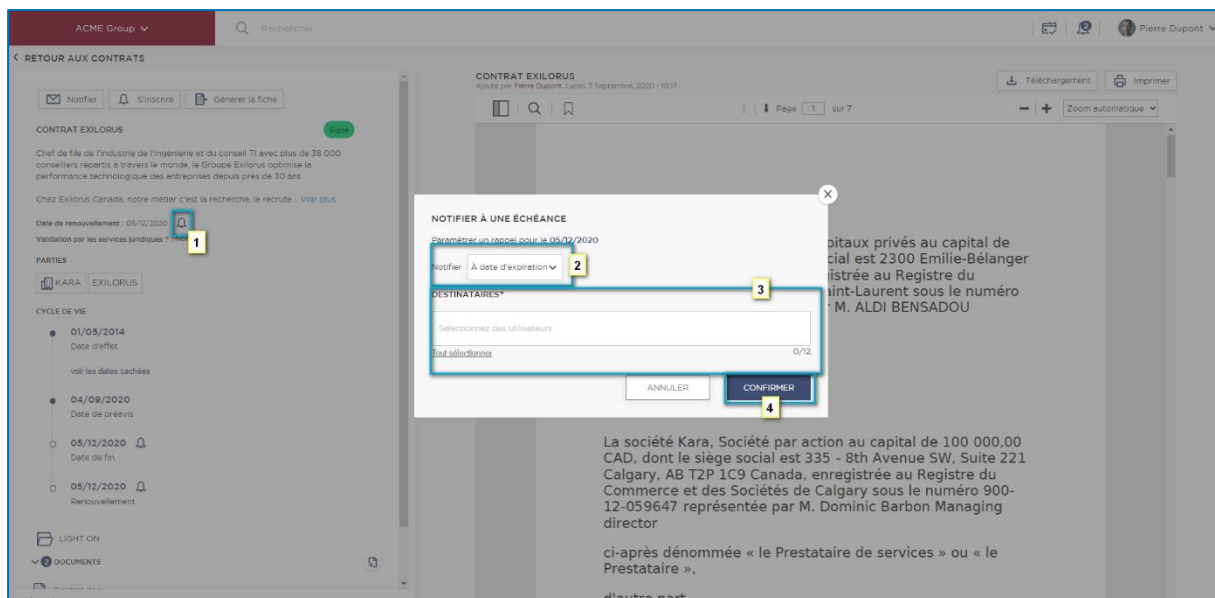 ACME Group
Rechercher
Pierre Dupont
RETOUR AUX CONTRATS
Notifier
S'inscrire
Générer la fiche
CONTRAT EXILORUS
Signé
Chef de file de l'industrie de l'ingénierie et du conseil TI avec plus de 38 000
conseillers répartis à travers le monde, le Groupe Exilorus optimise la
performance technologique des entreprises depuis près de 30 ans.
Chez Exilorus Canada, notre métier c'est la recherche, le recrute... Voir plus
Date de renouvellement : 05/12/2020
1
Validation par les services juridiques ?
PARTIES
KARA
EXILORUS
CYCLE DE VIE
01/05/2014
Date d'effet
voir les dates cachées
04/09/2020
Date de préavis
05/12/2020
Date de fin
05/12/2020
Renouvellement
LIGHT ON
2 DOCUMENTS
CONTRAT EXILORUS
Ajouté par Pierre Dupont, Lundi, 7 Septembre, 2020 - 10:17
Téléchargement
Imprimer
Page 1 sur 7
Zoom automatique
NOTIFIER À UNE ÉCHÉANCE
Paramétrer un rappel pour le 05/12/2020
Notifier
À date d'expiration
2
DESTINATAIRES*
3
Sélectionnez des utilisateurs
Tout sélectionner
0/12
ANNULER
CONFIRMER
4
pitaux privés au capital de
cial est 2300 Emilie-Bélanger
istrée au Registre du
aint-Laurent sous le numéro
M. ALDI BENSADOU
La société Kara, Société par action au capital de 100 000,00
CAD, dont le siège social est 335 - 8th Avenue SW, Suite 221
Calgary, AB T2P 1C9 Canada, enregistrée au Registre du
Commerce et des Sociétés de Calgary sous le numéro 900-
12-059647 représentée par M. Dominic Barbon Managing
director
ci-après dénommée « le Prestataire de services » ou « le
Prestataire »,
d'autre part